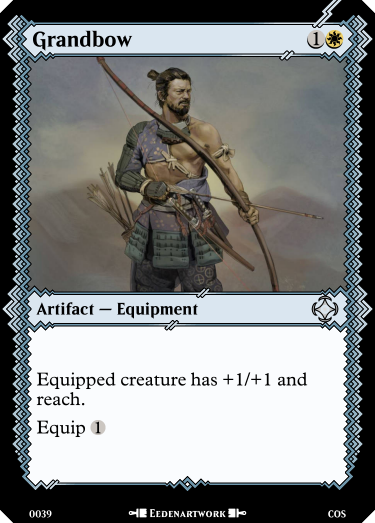 Grandbow 1
Artifact — Equipment
Equipped creature has +1/+1 and
reach.
Equip 1
0039 Eedenartwork COS